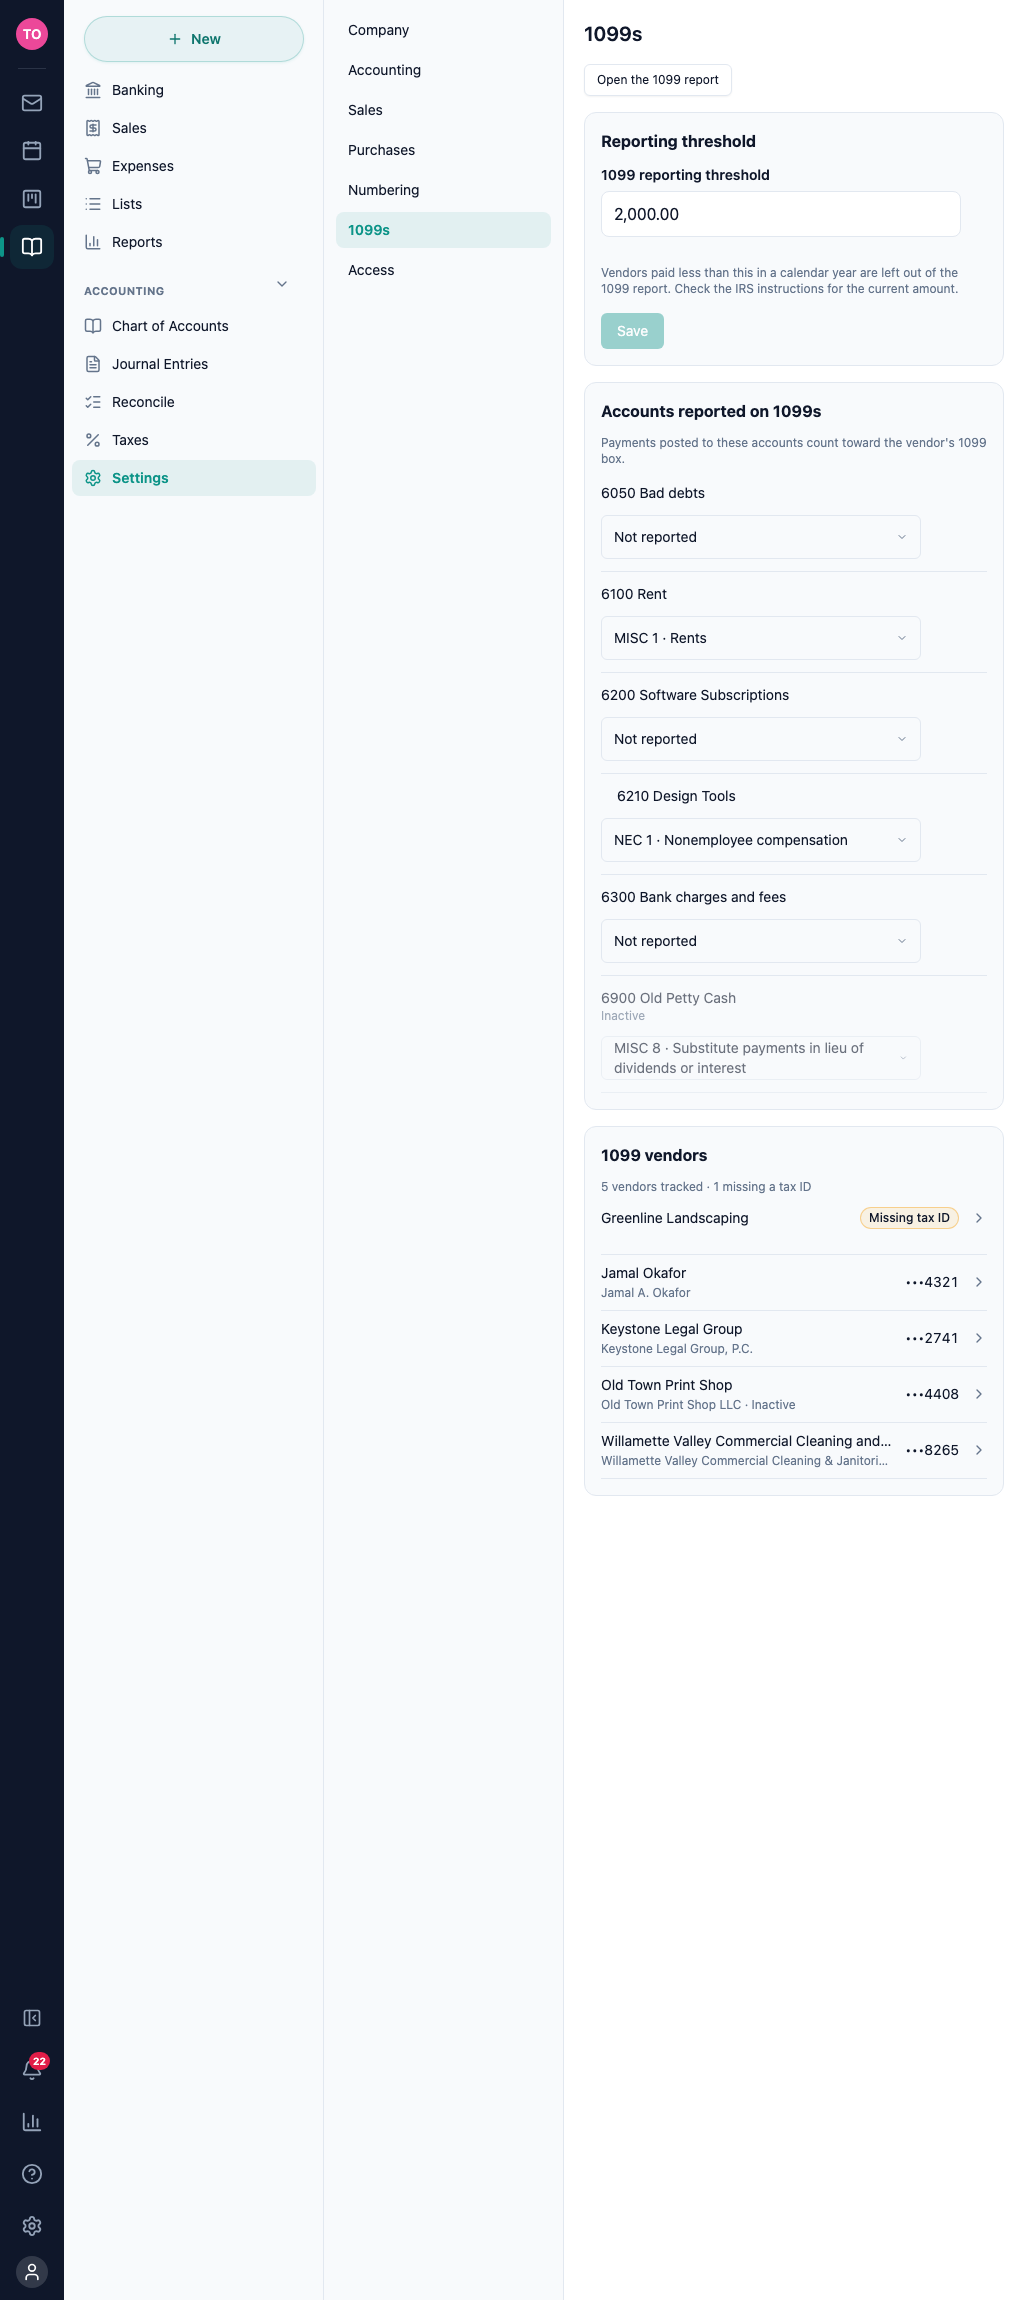 TO
New
Banking
Sales
Expenses
Lists
Reports
ACCOUNTING
Chart of Accounts
Journal Entries
Reconcile
Taxes
Settings
22
Company
Accounting
Sales
Purchases
Numbering
1099s
Access
1099s
Open the 1099 report
Reporting threshold
1099 reporting threshold
2,000.00
Vendors paid less than this in a calendar year are left out of the
1099 report. Check the IRS instructions for the current amount.
Save
Accounts reported on 1099s
Payments posted to these accounts count toward the vendor's 1099
box.
6050 Bad debts
Not reported
6100 Rent
MISC 1 · Rents
6200 Software Subscriptions
Not reported
6210 Design Tools
NEC 1 · Nonemployee compensation
6300 Bank charges and fees
Not reported
6900 Old Petty Cash
Inactive
MISC 8 · Substitute payments in lieu of
dividends or interest
1099 vendors
5 vendors tracked · 1 missing a tax ID
Greenline Landscaping
Missing tax ID
Jamal Okafor
Jamal A. Okafor
•••4321
Keystone Legal Group
Keystone Legal Group, P.C.
•••2741
Old Town Print Shop
Old Town Print Shop LLC · Inactive
•••4408
Willamette Valley Commercial Cleaning and...
Willamette Valley Commercial Cleaning & Janitori...
•••8265